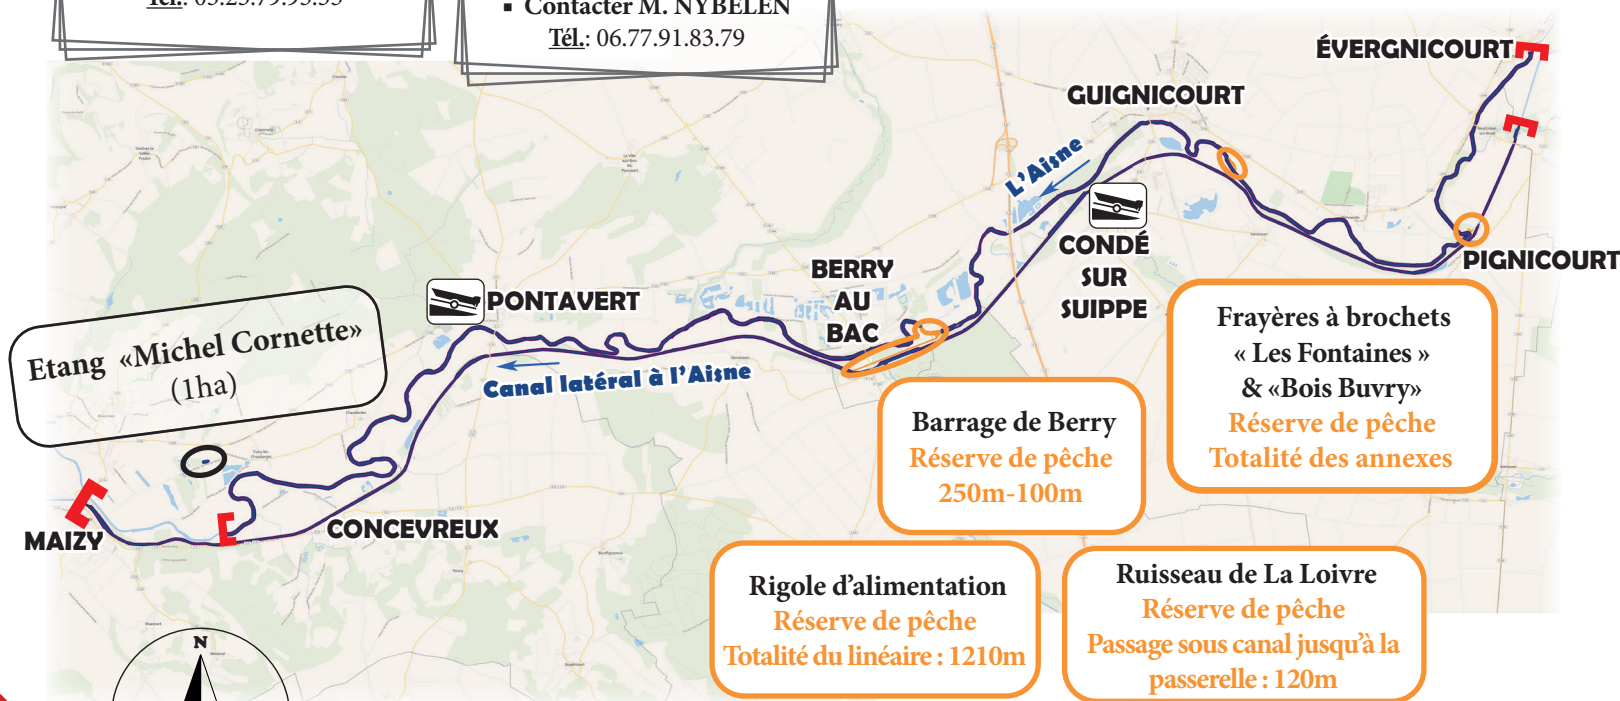 ▪ Contacter M. NYBELEN
Tél.: 06.77.91.83.79
ÉVERGNICOURT
GUIGNICOURT
L'Aisne
CONDÉ
SUR
SUIPPE
PIGNICOURT
BERRY
AU
BAC
PONTAVERT
Canal latéral à l'Aisne
Etang «Michel Cornette»
(1ha)
MAIZY
CONCEVREUX
Frayères à brochets
« Les Fontaines »
& «Bois Buvry»
Réserve de pêche
Totalité des annexes
Barrage de Berry
Réserve de pêche
250m-100m
Rigole d'alimentation
Réserve de pêche
Totalité du linéaire : 1210m
Ruisseau de La Loivre
Réserve de pêche
Passage sous canal jusqu'à la
passerelle : 120m
N